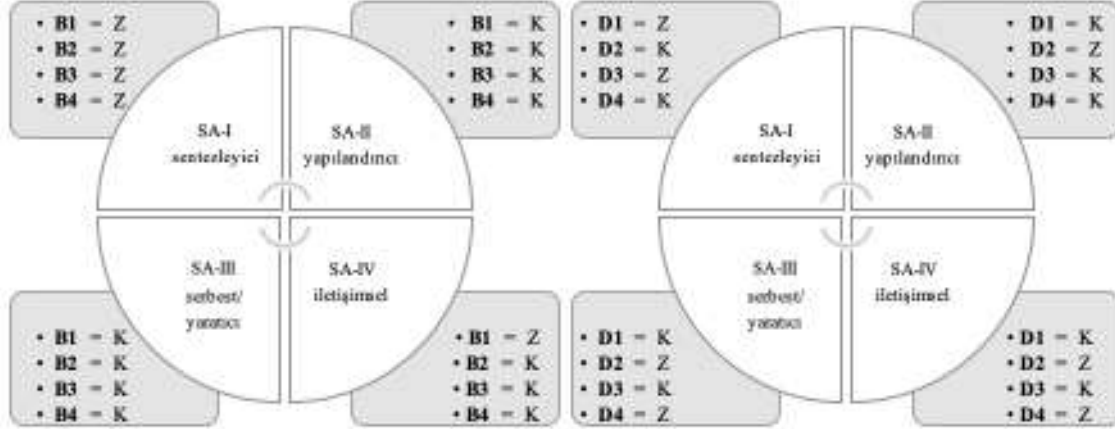 • B1 = Z
• B2 = Z
• B3 = Z
• B4 = Z
• B1 = K
• B2 = K
• B3 = K
• B4 = K
SA-I
sentezleyici
SA-II
yapılandırıcı
SA-III
serbest/
yaratıcı
SA-IV
iletişimsel
• B1 = K
• B2 = K
• B3 = K
• B4 = K
• B1 = Z
• B2 = K
• B3 = K
• B4 = K
• D1 = Z
• D2 = K
• D3 = Z
• D4 = K
• D1 = K
• D2 = Z
• D3 = K
• D4 = K
SA-I
sentezleyici
SA-II
yapılandırıcı
SA-III
serbest/
yaratıcı
SA-IV
iletişimsel
• D1 = K
• D2 = Z
• D3 = K
• D4 = Z
• D1 = K
• D2 = Z
• D3 = K
• D4 = Z